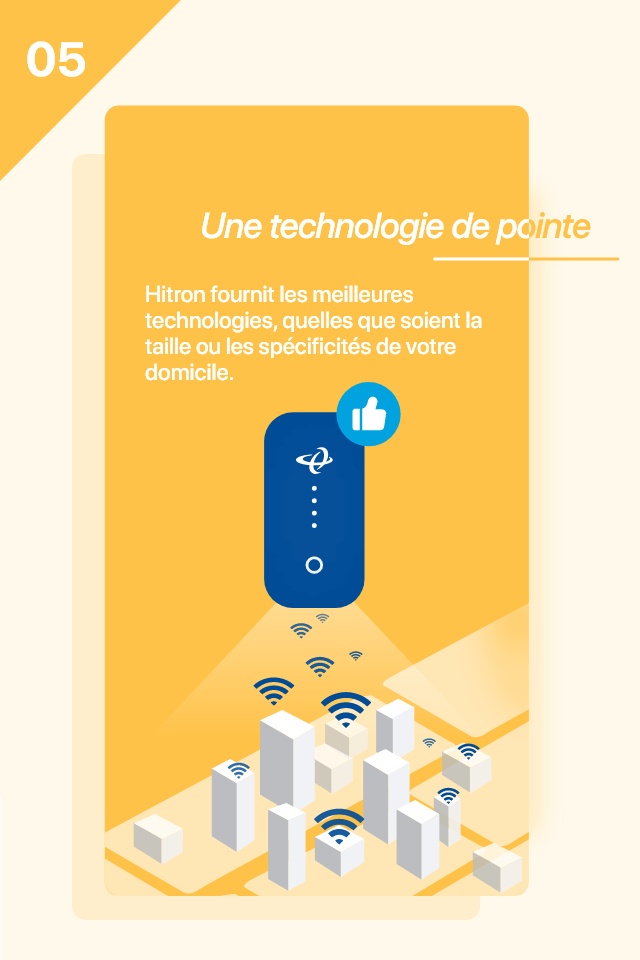 05
Une technologie de pointe
Hitron fournit les meilleures
technologies, quelles que soient la
taille ou les spécificités de votre
domicile.